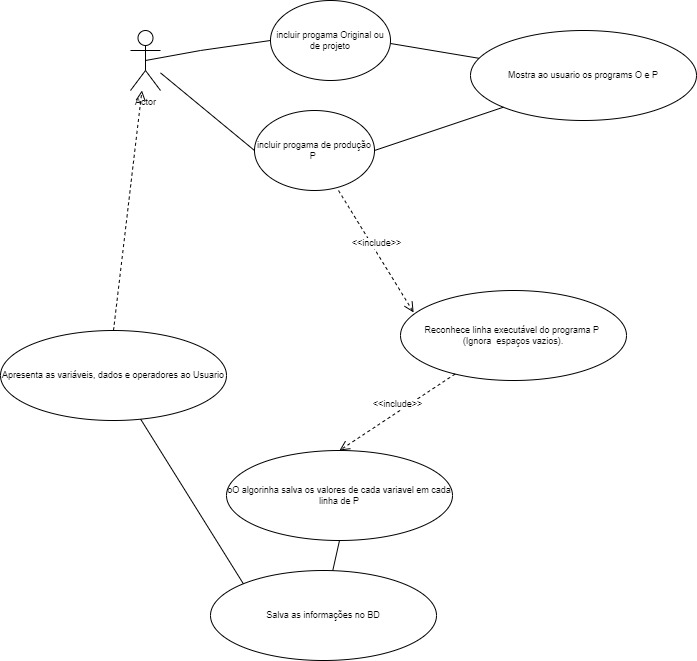 incluir progama Original ou
de projeto
Mostra ao usuario os programs O e P
Actor
incluir progama de produção
P
<<include>>
Reconhece linha executável do programa P
(Ignora espaços vazios).
Apresenta as variáveis, dados e operadores ao Usuario
<<include>>
oO algorinha salva os valores de cada variavel em cada
linha de P
Salva as informações no BD